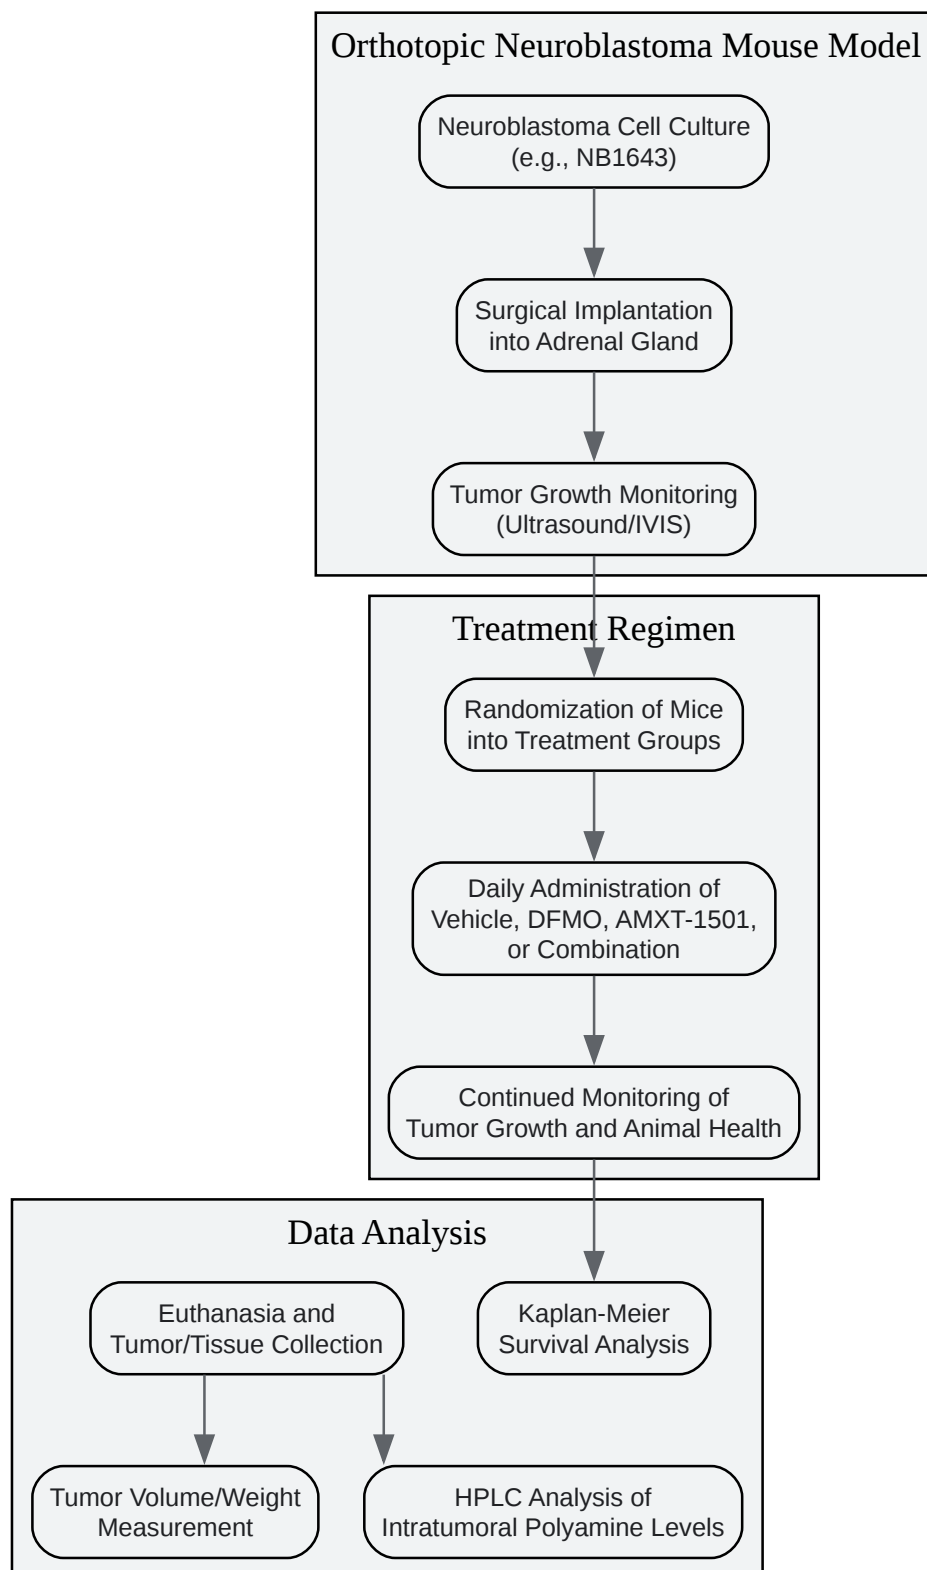 Orthotopic Neuroblastoma Mouse Model
Neuroblastoma Cell Culture
(e.g., NB1643)
Surgical Implantation
into Adrenal Gland
Tumor Growth Monitoring
(Ultrasound/IVIS)
Treatment Regimen
Randomization of Mice
into Treatment Groups
Daily Administration of
Vehicle, DFMO, AMXT-1501,
or Combination
Continued Monitoring of
Tumor Growth and Animal Health
Data Analysis
Euthanasia and
Tumor/Tissue Collection
Kaplan-Meier
Survival Analysis
Tumor Volume/Weight
Measurement
HPLC Analysis of
Intratumoral Polyamine Levels